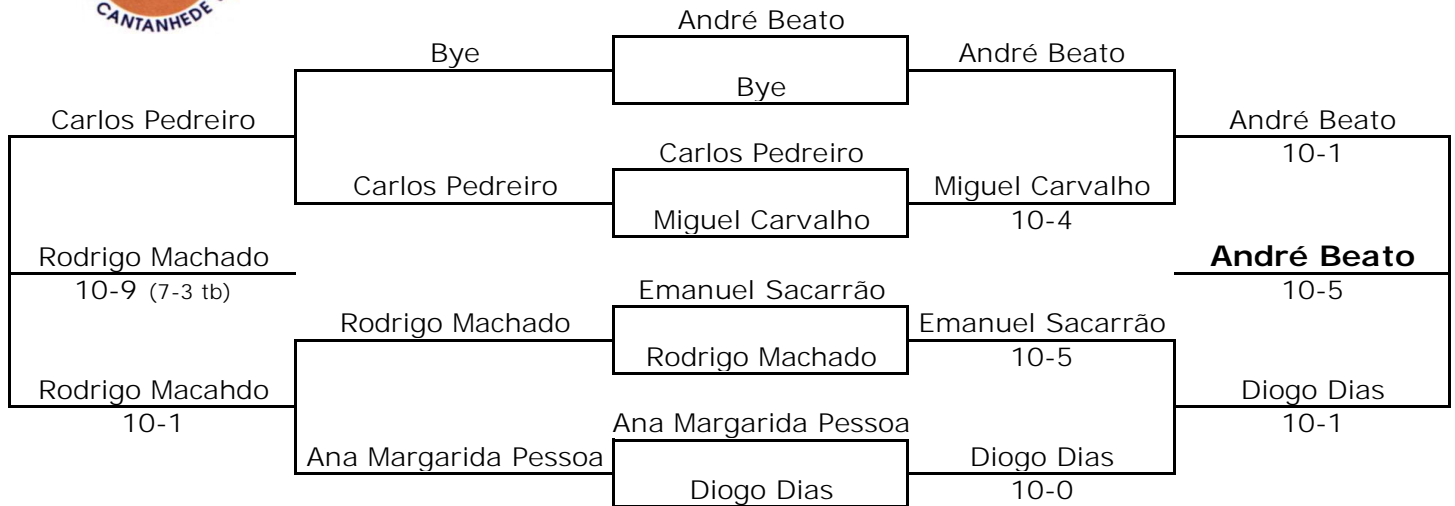 CANTANHEDE
André Beato
Bye André Beato
Bye
Carlos Pedreiro André Beato
Carlos Pedreiro 10-1
Carlos Pedreiro Miguel Carvalho
Miguel Carvalho 10-4
Rodrigo Machado André Beato
10-9 (7-3 tb) Emanuel Sacarrão 10-5
Rodrigo Machado Emanuel Sacarrão
Rodrigo Machado 10-5
Rodrigo Macahdo Diogo Dias
10-1 Ana Margarida Pessoa 10-1
Ana Margarida Pessoa Diogo Dias
Diogo Dias 10-0